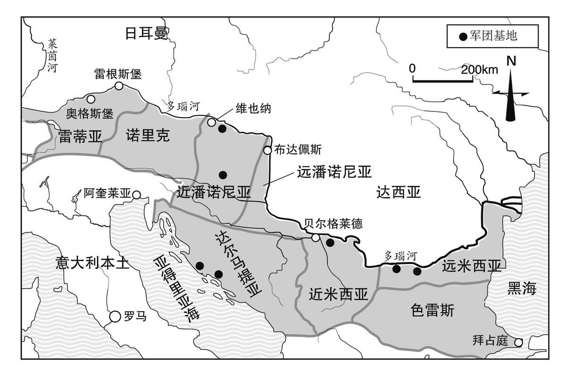 日耳曼
军团基地
莱茵河
0 200km
N
雷根斯堡
奥格斯堡
多瑙河
维也纳
雷蒂亚
诺里克
布达佩斯
远潘诺尼亚
阿奎莱亚
近潘诺尼亚
达西亚
贝尔格莱德
达尔马提亚
多瑙河
远米西亚
意大利本土
亚得里亚海
近米西亚
黑海
色雷斯
罗马
拜占庭